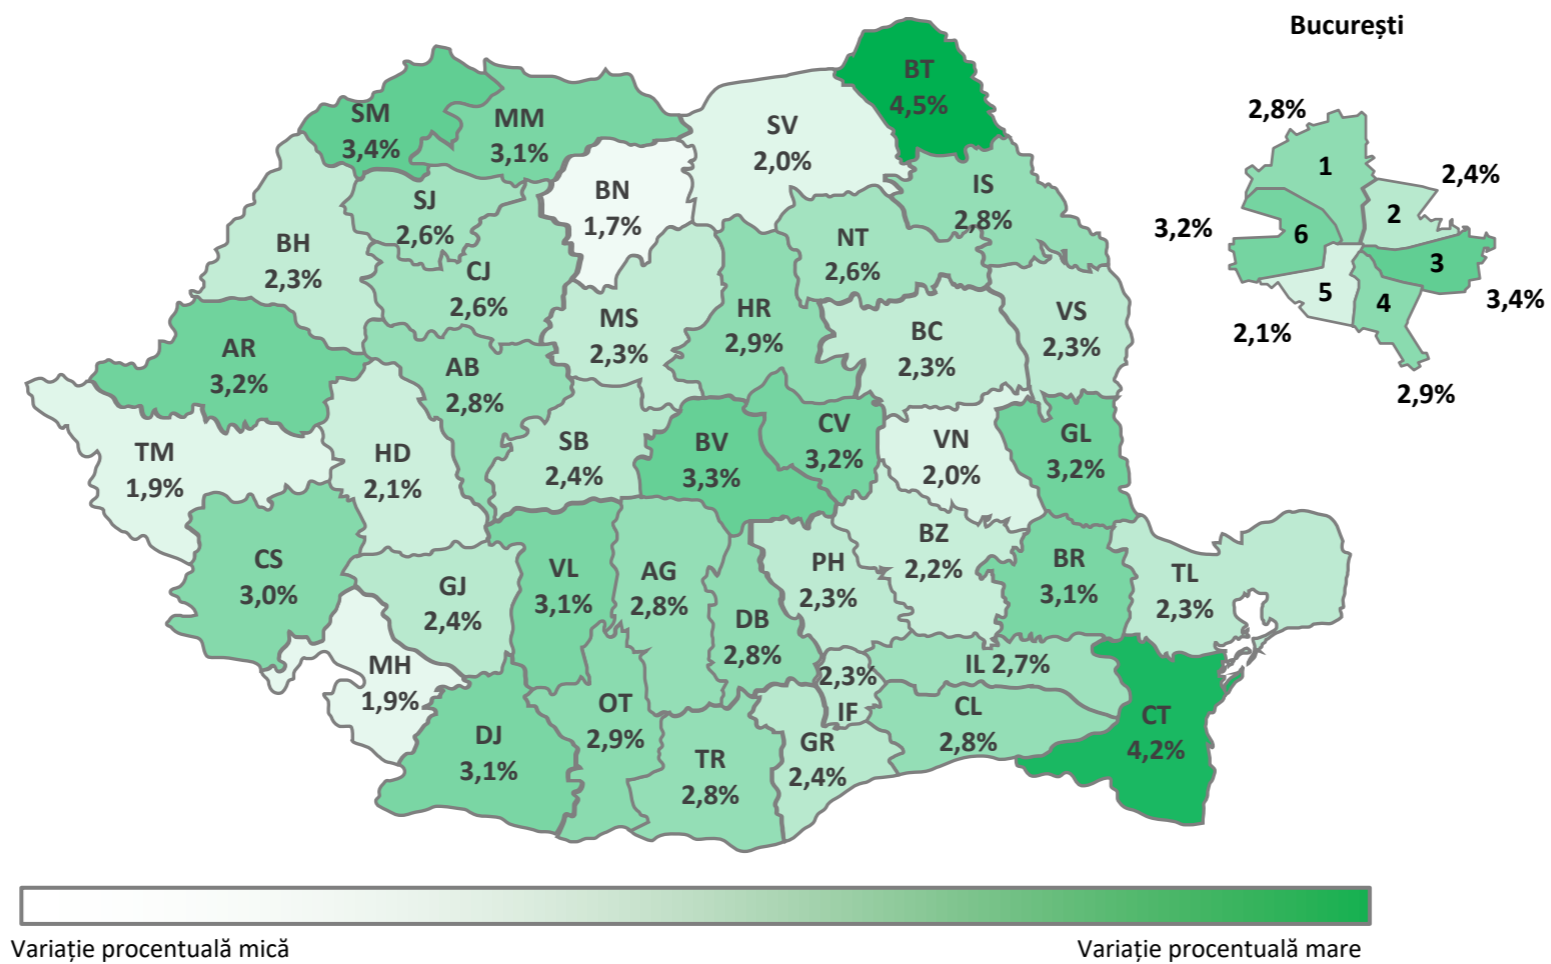 București
BT
4,5%
SM
3,4%
MM
3,1%
SV
2,0%
BN
1,7%
IS
2,8%
SJ
2,6%
BH
2,3%
CJ
2,6%
NT
2,6%
MS
2,3%
HR
2,9%
BC
2,3%
VS
2,3%
AR
3,2%
AB
2,8%
TM
1,9%
HD
2,1%
SB
2,4%
BV
3,3%
CV
3,2%
VN
2,0%
GL
3,2%
CS
3,0%
GJ
2,4%
VL
3,1%
AG
2,8%
DB
2,8%
PH
2,3%
BZ
2,2%
BR
3,1%
TL
2,3%
MH
1,9%
DJ
3,1%
OT
2,9%
TR
2,8%
GR
2,4%
2,3%
IF
IL 2,7%
CL
2,8%
CT
4,2%
2,8%
1
2,4%
2
3,2%
6
3
3,4%
5
2,1%
4
2,9%
Variație procentuală mică
Variație procentuală mare